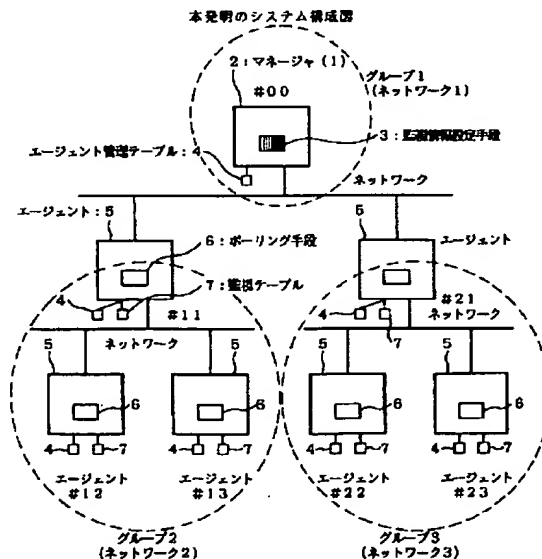 本発明のシステム構成図
2：マネージャ（1）
グループ1
（ネットワーク1）
#00
3：監視情報設定手段
エージェント管理テーブル：4
ネットワーク
エージェント：5
5
エージェント
6：ポーリング手段
4
7：監視テーブル
#11
4
7
#21
ネットワーク
ネットワーク
5
5
5
5
6
6
6
6
4
7
4
7
4
7
4
7
エージェント
#12
エージェント
#13
エージェント
#22
エージェント
#23
グループ2
（ネットワーク2）
グループ3
（ネットワーク3）